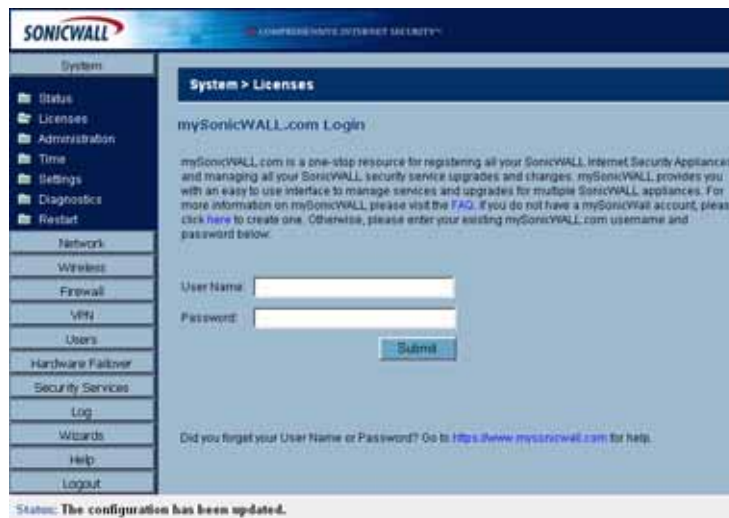 SONICWALL
COMPREHENSIVE INTERNET SECURITY™
System
Status
Licenses
Administration
Time
Settings
Diagnostics
Restart
Network
Wireless
Firewall
VPN
Users
Hardware Failover
Security Services
Log
Wizards
Help
Logout
System > Licenses
mySonicWALL.com Login
mySonicWALL.com is a one-stop resource for registering all your SonicWALL Internet Security Appliances
and managing all your SonicWALL security service upgrades and changes. mySonicWALL provides you
with an easy to use interface to manage services and upgrades for multiple SonicWALL appliances. For
more information on mySonicWALL please visit the FAQ. If you do not have a mySonicWall account, pleas
click here to create one. Otherwise, please enter your existing mySonicWALL.com username and
password below:
User Name:
Password:
Submit
Did you forget your User Name or Password? Go to https://www.mysonicwall.com for help.
Status: The configuration has been updated.